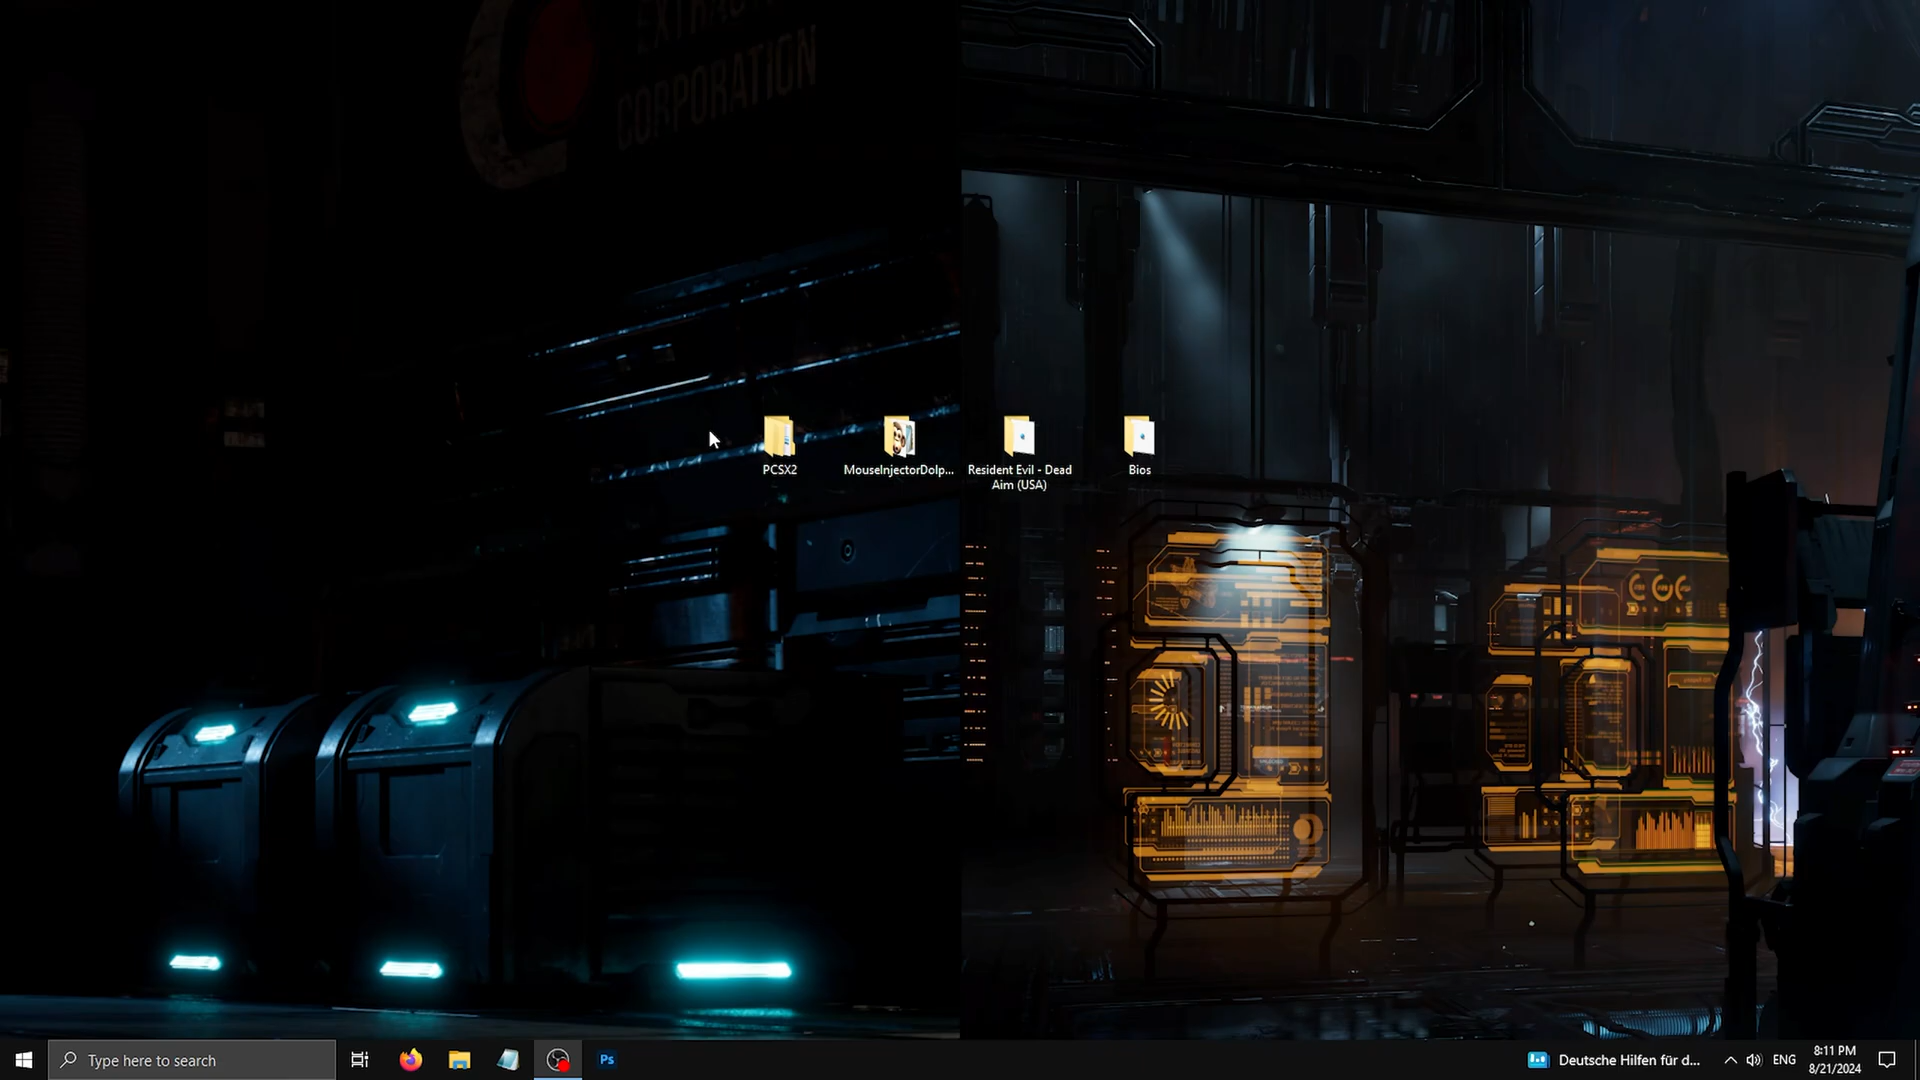 CORPORATION
PCSX2
MouseInjectorDolp...
Resident Evil - Dead
Aim (USA)
Bios
Type here to search
Ps
Deutsche Hilfen für d...
ENG
8:11 PM
8/21/2024